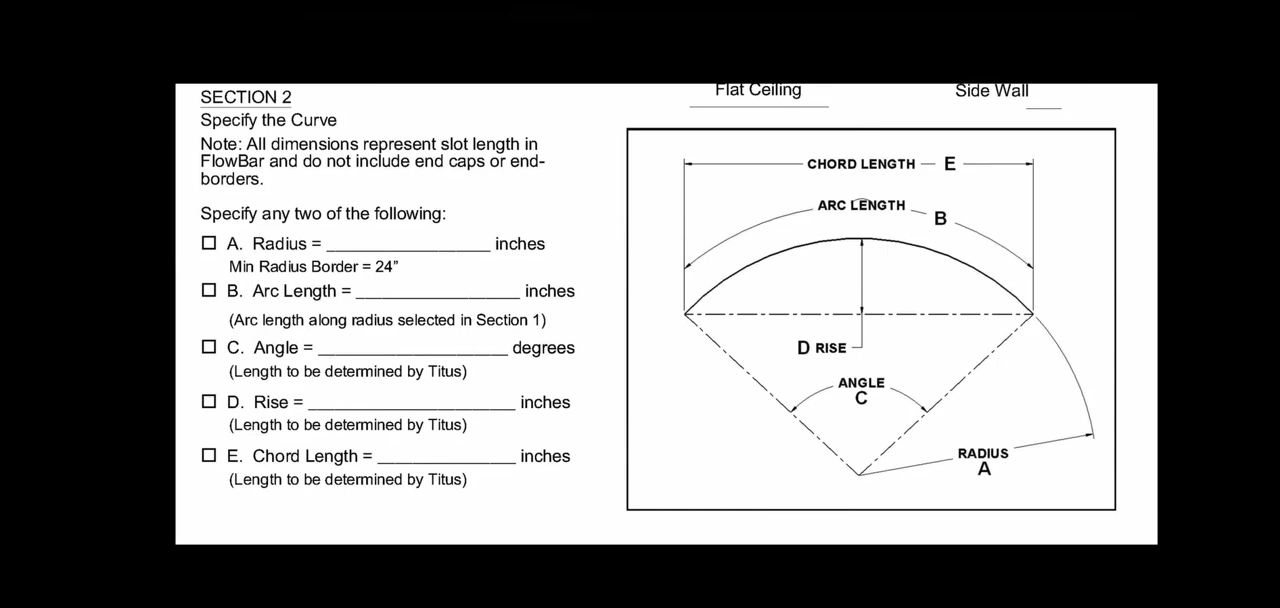 Flat Ceiling Side Wall
SECTION 2
Specify the Curve
Note: All dimensions represent slot length in
FlowBar and do not include end caps or end-
borders.
Specify any two of the following:
A. Radius = __________________ inches
Min Radius Border = 24”
B. Arc Length = __________________ inches
(Arc length along radius selected in Section 1)
C. Angle = _____________________ degrees
(Length to be determined by Titus)
D. Rise = _______________________ inches
(Length to be determined by Titus)
E. Chord Length = _______________ inches
(Length to be determined by Titus)
CHORD LENGTH E
ARC LENGTH B
D RISE
ANGLE
C
RADIUS
A